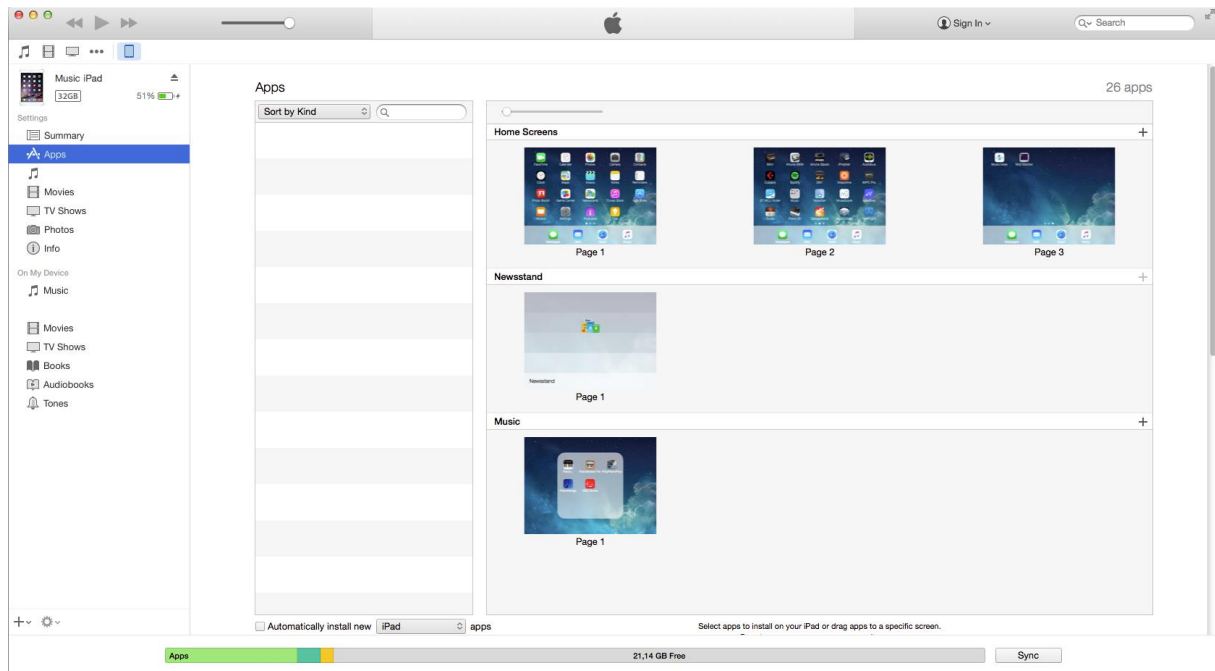 Sign In
Search
Music iPad
32GB
51%
Settings
Summary
Apps
Movies
TV Shows
Photos
Info
On My Device
Music
Movies
TV Shows
Books
Audiobooks
Tones
Apps
26 apps
Sort by Kind
Home Screens
Page 1
Page 2
Page 3
Newsstand
Newsstand
Page 1
Music
Page 1
Automatically install new iPad apps
Select apps to install on your iPad or drag apps to a specific screen.
Apps
21,14 GB Free
Sync